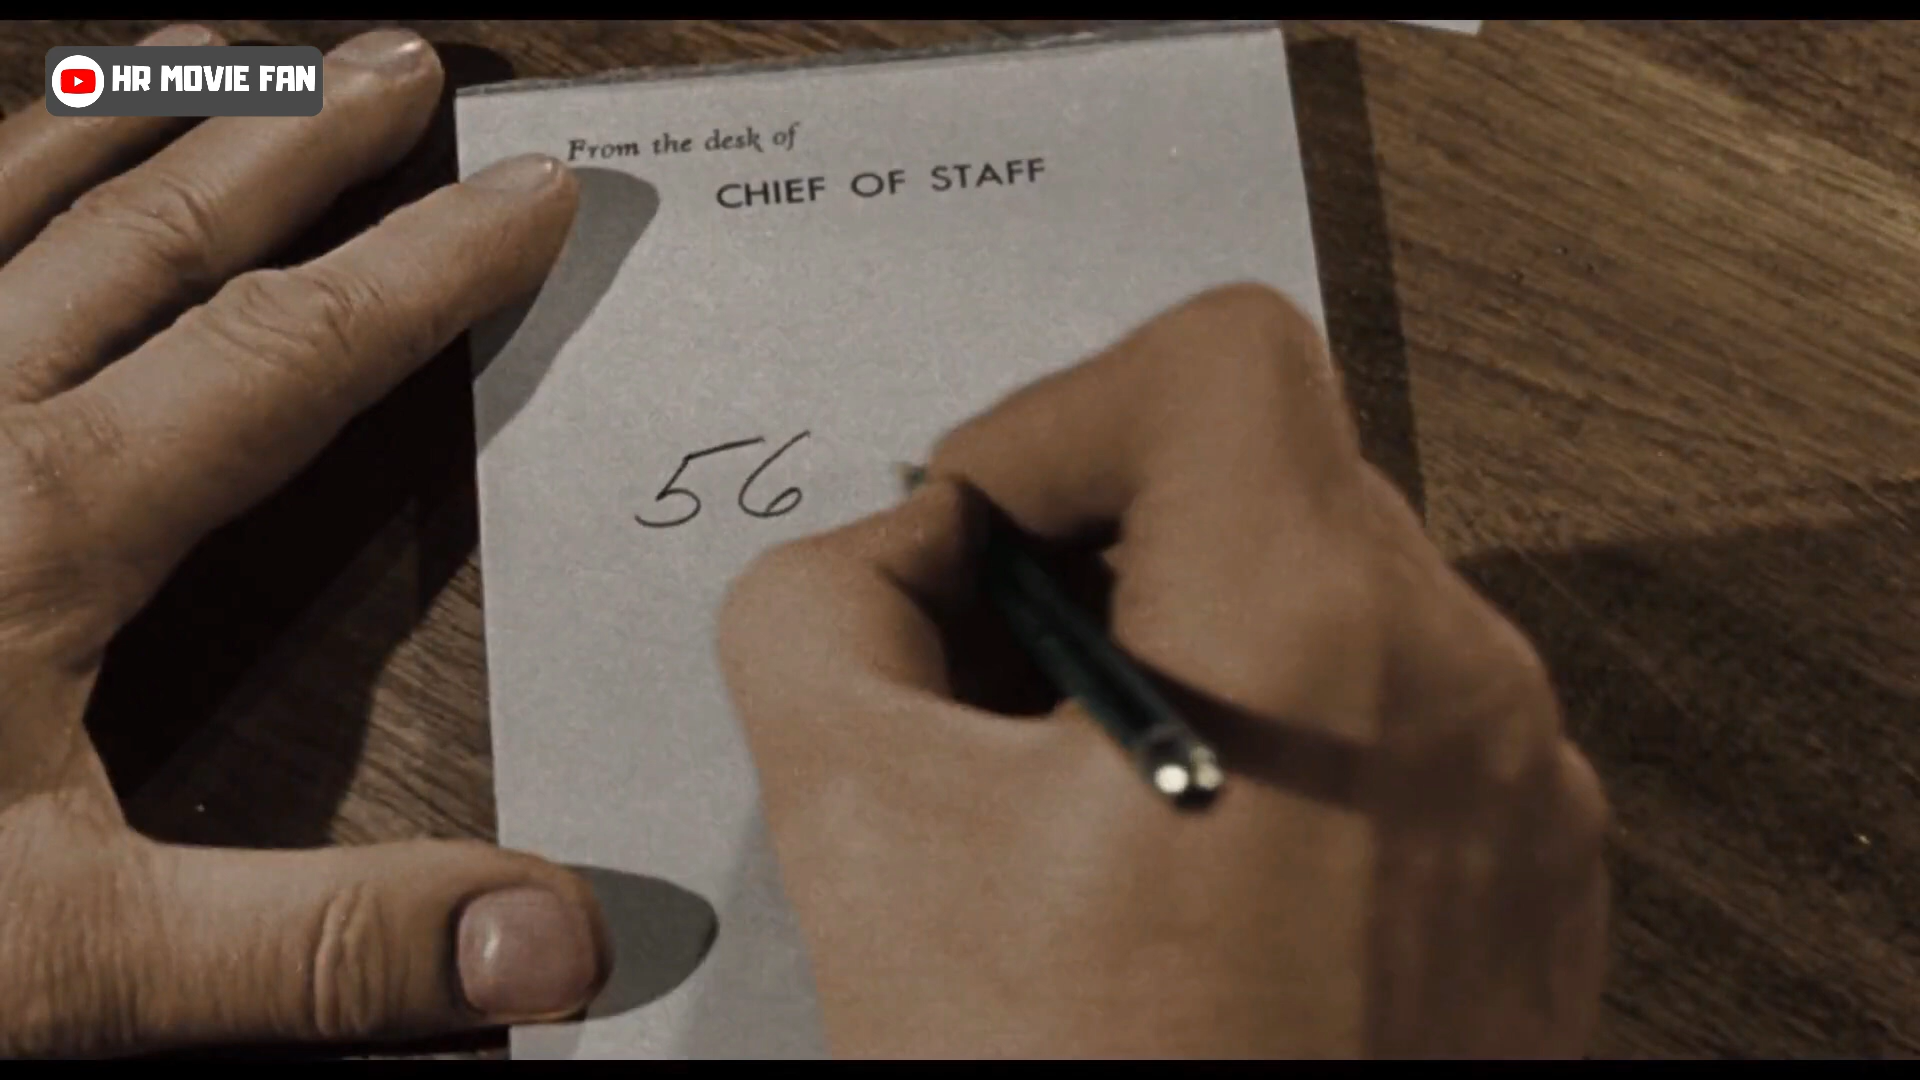 HR MOVIE FAN
From the desk of
CHIEF OF STAFF
56